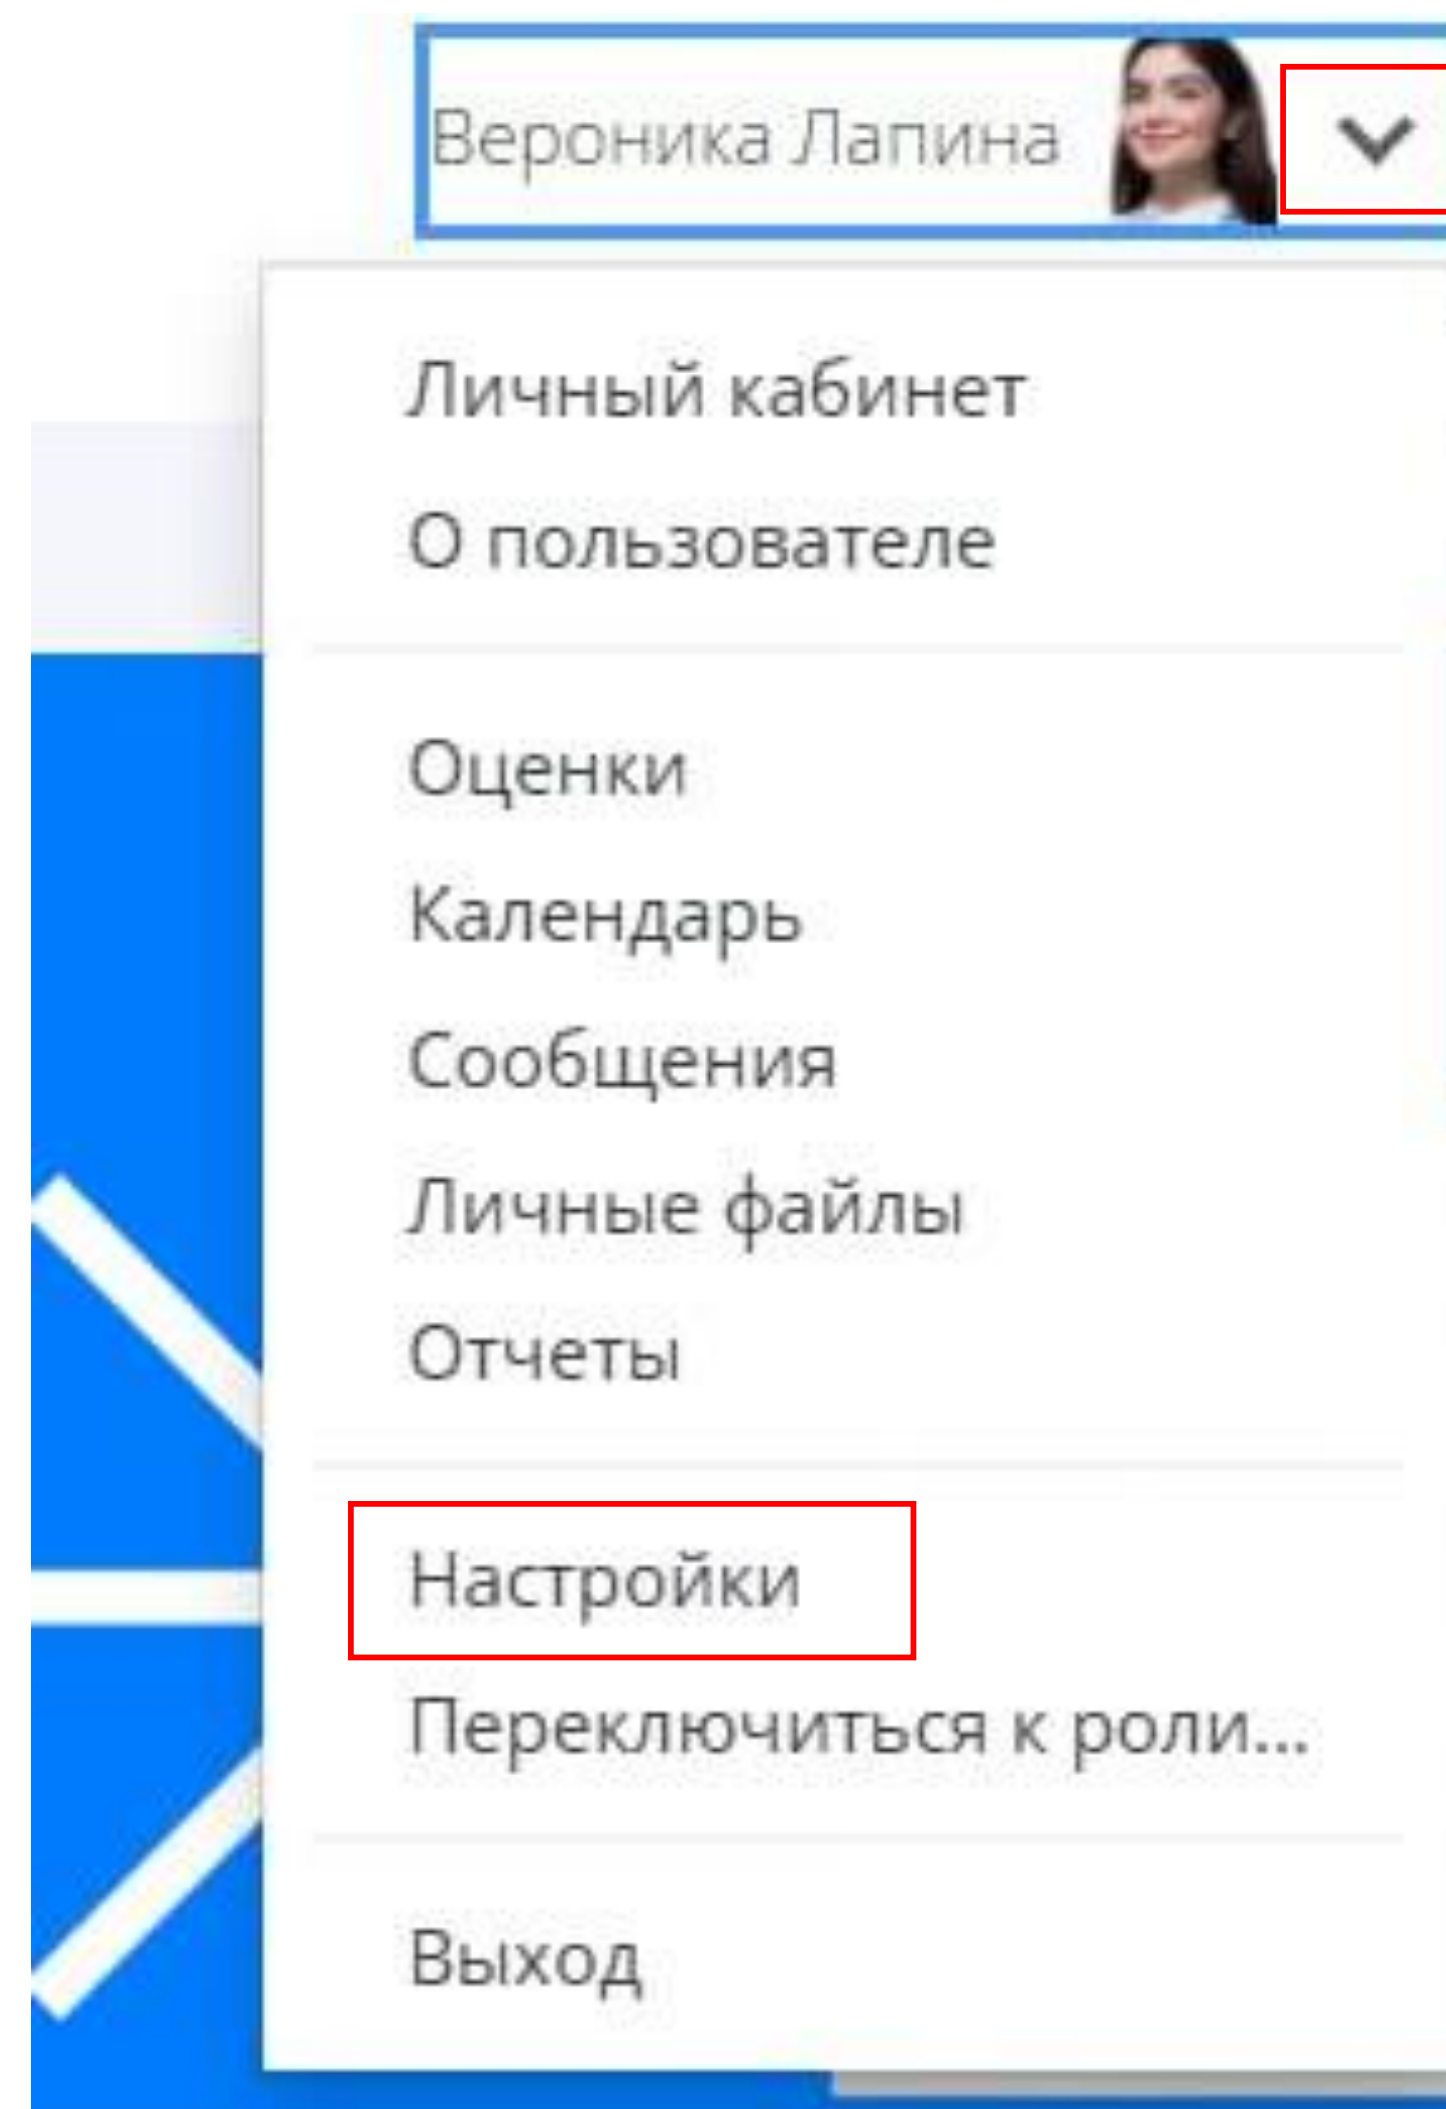 Вероника Лапина
Личный кабинет
О пользователе
Оценки
Календарь
Сообщения
Личные файлы
Отчеты
Настройки
Переключиться к роли...
Выход